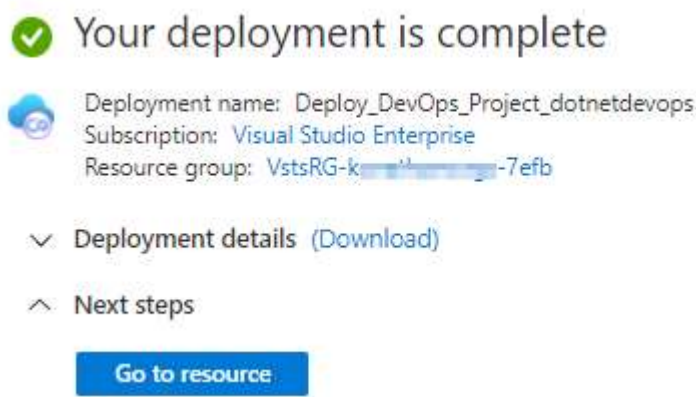 Your deployment is complete
Deployment name: Deploy_DevOps_Project_dotnetdevops
Subscription: Visual Studio Enterprise
Resource group: VstsRG-k -7efb
Deployment details (Download)
Next steps
Go to resource